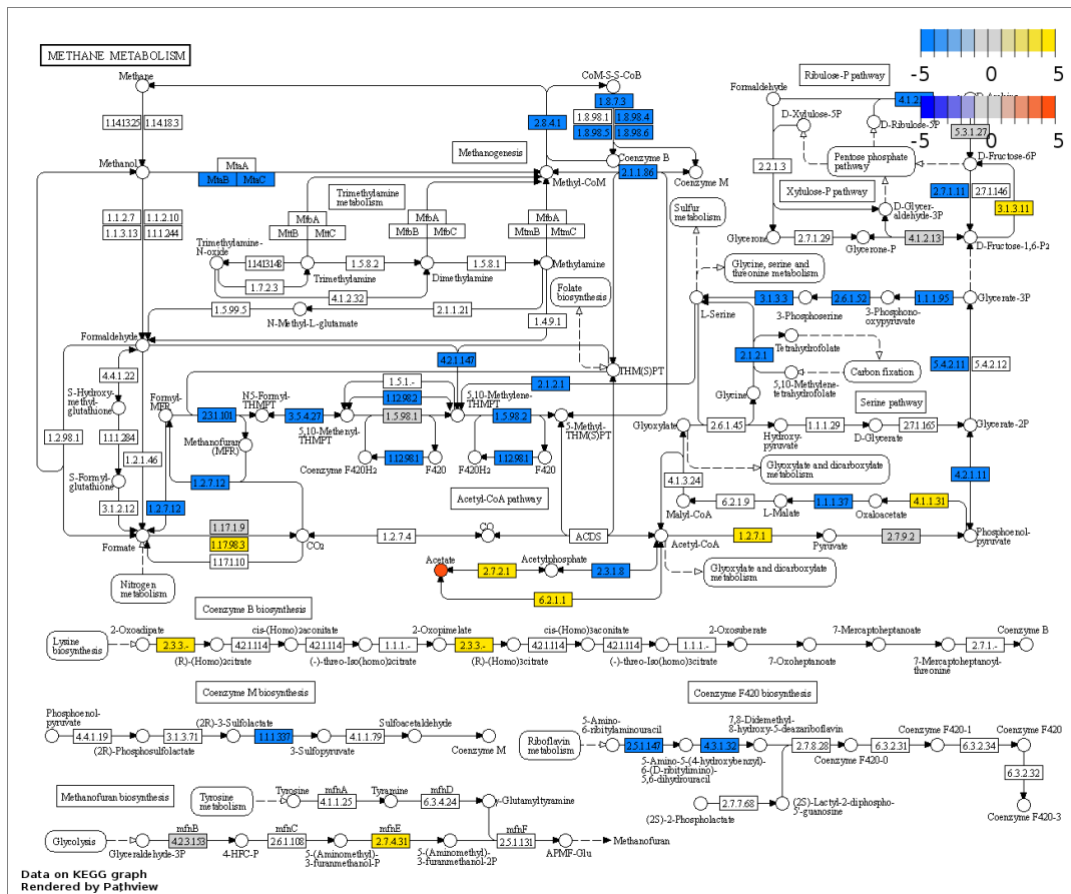 METHANE METABOLISM
Methane
CoM-S-S-CoB
Ribulose-P pathway
-5 0 5
-5 0 5
Formaldehyde
1.14.13.25 1.14.18.3
2.8.4.1
1.8.7.3
1.8.98.1 1.8.98.4
1.8.98.5 1.8.98.6
D-Xylulose-5P
D-Ribulose-5P
5.3.1.27
Methanogenesis
Coenzyme B
Methanol
MtaA
MtaB MtaC
Methyl-CoM
2.1.1.86
Coenzyme M
2.2.1.3
Pentose phosphate
pathway
D-Fructose-6P
2.7.1.11 2.7.1.146
3.1.3.11
Trimethylamine
metabolism
Xylulose-P pathway
Sulfur
metabolism
D-Glycer-
aldehyde-3P
1.1.2.7 1.1.2.10
1.1.3.13 1.1.1.244
MtbA
MttB MttC
MtbA
MtbB MtbC
MtbA
MtmB MtmC
Glycerone
2.7.1.29
Glycerone-P
4.1.2.13
D-Fructose-1,6-P2
Trimethylamine-
N-oxide
1.14.13.148
Trimethylamine
1.5.8.2
Dimethylamine
1.5.8.1
Methylamine
Glycine, serine and
threonine metabolism
1.7.2.3
4.1.2.32
Folate
biosynthesis
1.5.99.5
N-Methyl-L-glutamate
2.1.1.21
L-Serine
3.1.3.3
3-Phosphoserine
2.6.1.52
3-Phosphono-
oxypyruvate
1.1.1.95
Glycerate-3P
1.4.9.1
Formaldehyde
Tetrahydrofolate
5.4.2.11 5.4.2.12
4.2.1.147
2.1.2.1
2.1.2.1
Carbon fixation
THM(S)PT
4.4.1.22
1.5.1.-
5,10-Methylene-
tetrahydrofolate
S-Hydroxy-
methyl-
glutathione
Formyl-
MFR
N5-Formyl-
THMPT
1.12.98.2
5,10-Methylene-
THMPT
Glycine
Serine pathway
2.3.1.101
3.5.4.27
1.5.98.1
1.5.98.2
5,10-Methenyl-
THMPT
5-Methyl-
THM(S)PT
Glyoxylate
2.6.1.45
Hydroxy-
pyruvate
1.1.1.29
D-Glycerate
2.7.1.165
Glycerate-2P
1.2.98.1
1.1.1.284
Methanofuran
(MFR)
1.12.98.1
1.12.98.1
Coenzyme F420H2
F420
F420H2
F420
Glyoxylate and dicarboxylate
metabolism
1.2.1.46
1.2.7.12
1.2.7.12
4.2.1.11
S-Formyl-
glutathione
Acetyl-CoA pathway
4.1.3.24
Malyl-CoA
6.2.1.9
L-Malate
1.1.1.37
Oxaloacetate
4.1.1.31
3.1.2.12
1.17.1.9
Formate
1.17.98.3
1.17.1.10
CO2
1.2.7.4
CO
ACDS
Acetyl-CoA
1.2.7.1
Pyruvate
2.7.9.2
Phosphoenol-
pyruvate
Acetate
2.7.2.1
Acetylphosphate
2.3.1.8
6.2.1.1
Glyoxylate and dicarboxylate
metabolism
Nitrogen
metabolism
Coenzyme B biosynthesis
Lysine
biosynthesis
2-Oxoadipate
2.3.3.-
(R)-(Homo)2citrate
4.2.1.114
cis-(Homo)2aconitate
4.2.1.114
(-)-threo-Iso(homo)2citrate
1.1.1.-
2-Oxopimelate
2.3.3.-
(R)-(Homo)3citrate
4.2.1.114
cis-(Homo)3aconitate
4.2.1.114
(-)-threo-Iso(homo)3citrate
1.1.1.-
2-Oxosuberate
7-Oxoheptanoate
7-Mercaptoheptanoate
7-Mercaptoheptanoyl-
threonine
2.7.1.-
Coenzyme B
Coenzyme M biosynthesis
Coenzyme F420 biosynthesis
Phosphoenol-
pyruvate
4.4.1.19
(2R)-Phosphosulfolactate
3.1.3.71
(2R)-3-Sulfolactate
1.1.1.337
3-Sulfopyruvate
4.1.1.79
Sulfoacetaldehyde
Coenzyme M
Riboflavin
metabolism
5-Amino-
6-ribitylaminouracil
2.5.1.147
5-Amino-5-(4-hydroxybenzyl)-
6-(D-ribitylimino)-
5,6-dihydrouracil
4.3.1.32
7,8-Didemethyl-
8-hydroxy-5-deazariboflavin
2.7.8.28
Coenzyme F420-0
6.3.2.31
Coenzyme F420-1
6.3.2.34
Coenzyme F420
6.3.2.32
Coenzyme F420-3
2.7.7.68
(2S)-2-Phospholactate
(2S)-Lactyl-2-diphospho-
5'-guanosine
Methanofuran biosynthesis
Tyrosine
metabolism
Tyrosine
mfnA
4.1.1.25
Tyramine
mfnD
6.3.4.24
γ-Glutamyltyramine
Glycolysis
Glyceraldehyde-3P
mfnB
4.2.3.153
4-HFC-P
mfnC
2.6.1.108
5-(Aminomethyl)-
3-furanmethanol-P
mfnE
2.7.4.31
5-(Aminomethyl)-
3-furanmethanol-2P
mfnF
2.5.1.131
APMF-Glu
Methanofuran
Data on KEGG graph
Rendered by Pathview